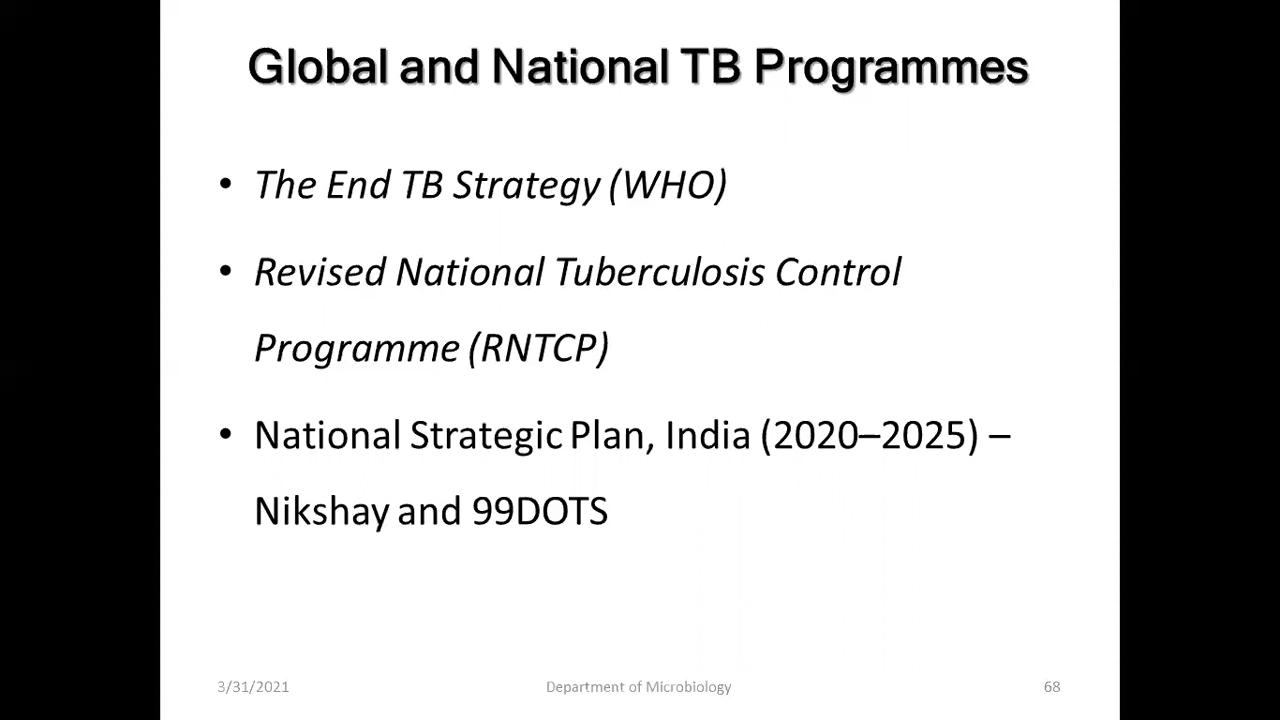 Global and National TB Programmes
• The End TB Strategy (WHO)
• Revised National Tuberculosis Control
Programme (RNTCP)
• National Strategic Plan, India (2020–2025) –
Nikshay and 99DOTS
3/31/2021
Department of Microbiology
68